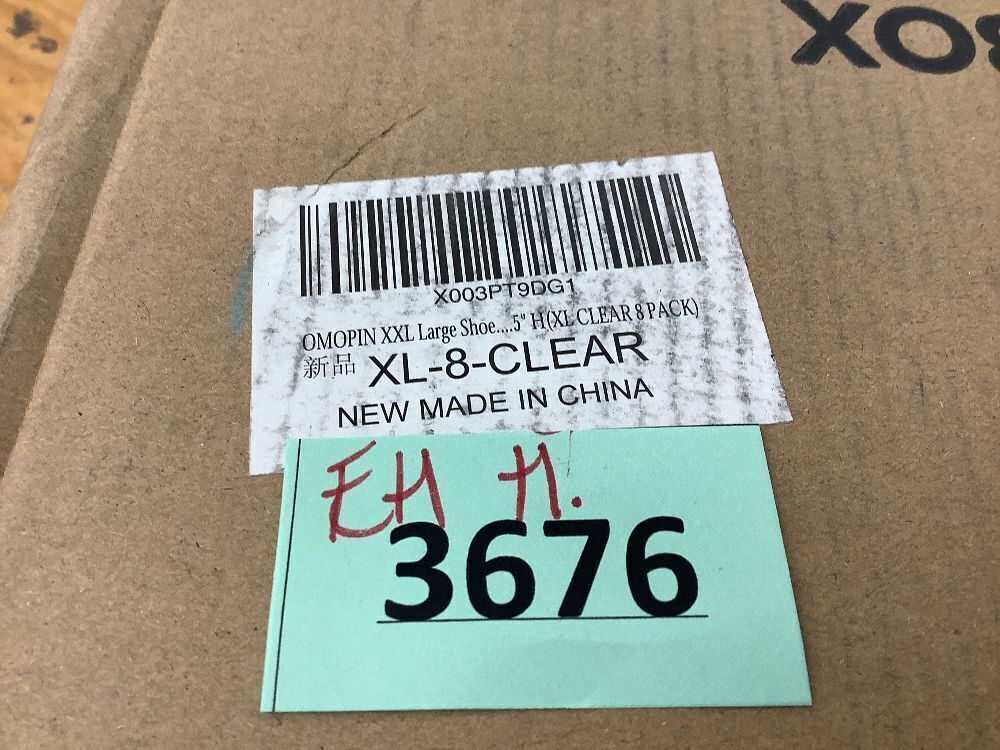 X003PT9DG1
OMOPIN XXL Large Shoe....5" H(XL CLEAR 8 PACK)
新品 XL-8-CLEAR
NEW MADE IN CHINA
EH H.
3676